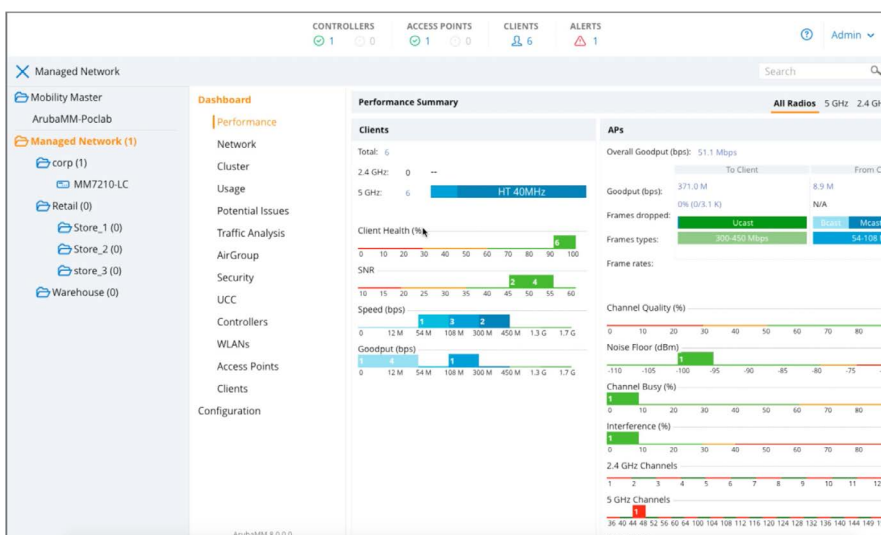 CONTROLLERS ACCESS POINTS CLIENTS ALERTS
1 0 1 0 6 1
Admin
Managed Network
Search
Mobility Master
ArubaMM-Poclab
Managed Network (1)
corp (1)
MM7210-LC
Retail (0)
Store_1 (0)
Store_2 (0)
store_3 (0)
Warehouse (0)
Dashboard
Performance
Network
Cluster
Usage
Potential Issues
Traffic Analysis
AirGroup
Security
UCC
Controllers
WLANs
Access Points
Clients
Configuration
ArubaMM 8.0.0.0
Performance Summary
All Radios 5 GHz 2.4 GH
Clients
Total: 6
2.4 GHz: 0 --
5 GHz: 6 HT 40MHz
Client Health (%)
6
0 10 20 30 40 50 60 70 80 90 100
SNR
2 4
10 15 20 25 30 35 40 45 50 55 60
Speed (bps)
1 3 2
0 12 M 54 M 108 M 300 M 450 M 1.3 G 1.7 G
Goodput (bps)
1 4 1
0 12 M 54 M 108 M 300 M 450 M 1.3 G 1.7 G
APs
Overall Goodput (bps): 51.1 Mbps
To Client From C
Goodput (bps): 371.0 M 8.9 M
Frames dropped: 0% (0/3.1 K) N/A
Frames types: Ucast Bcast Mcast
Frame rates: 300-450 Mbps 54-108
Channel Quality (%)
0 10 20 30 40 50 60 70 80
Noise Floor (dBm)
1
-110 -105 -100 -95 -90 -85 -80 -75
Channel Busy (%)
1
0 10 20 30 40 50 60 70 80
Interference (%)
1
0 10 20 30 40 50 60 70 80
2.4 GHz Channels
1 2 3 4 5 6 7 8 9 10 11 12
5 GHz Channels
1
36 40 44 48 52 56 60 64 100 104 108 112 116 120 124 128 132 136 140 144 149